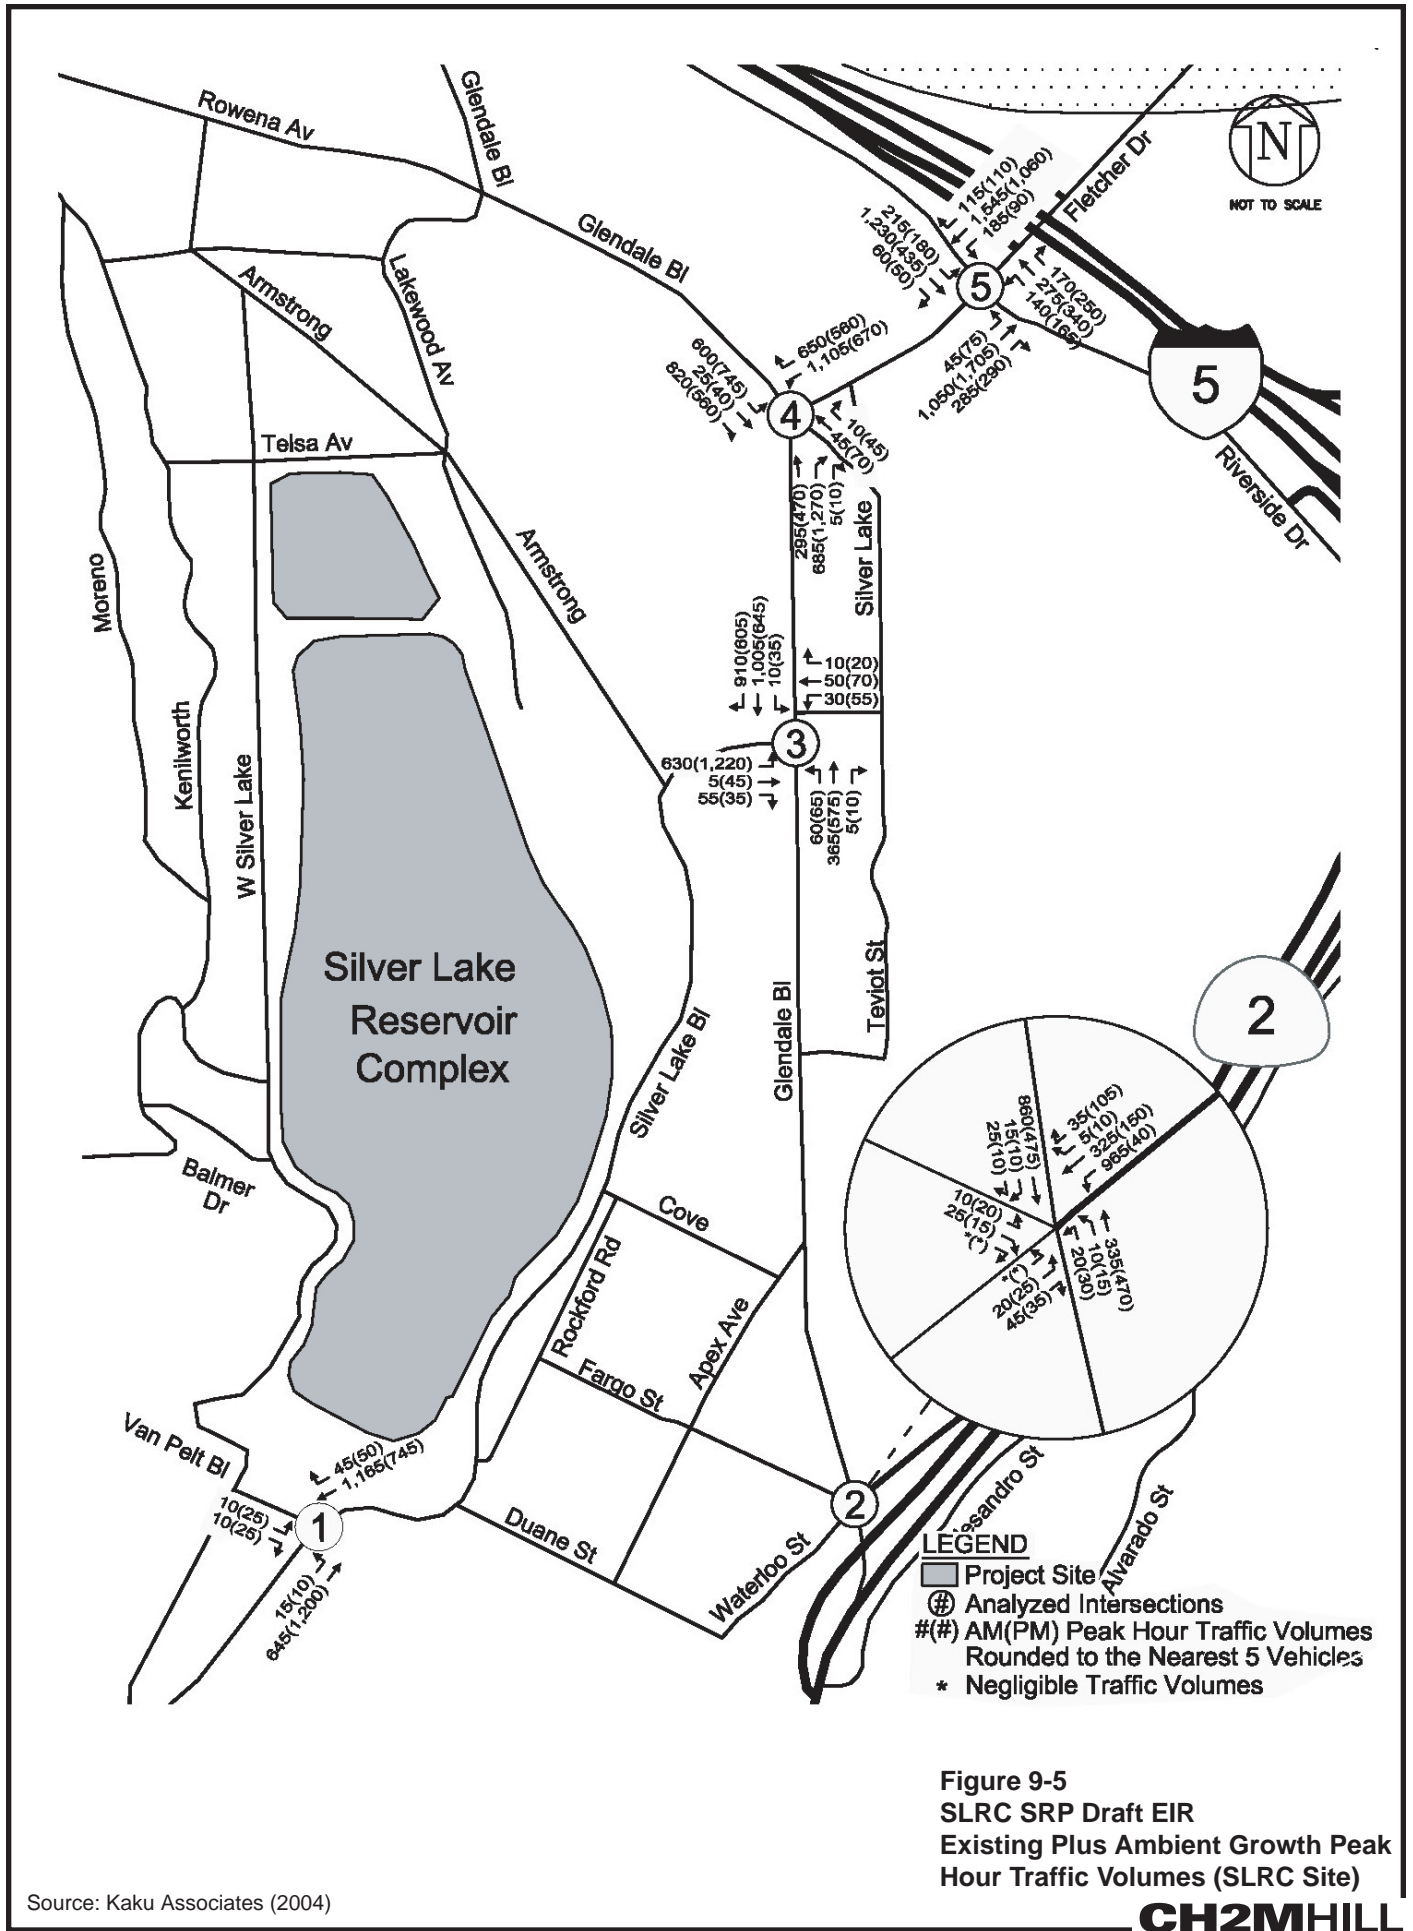 Rowena Av
Glendale Bl
Glendale Bl
N
NOT TO SCALE
Fletcher Dr
115(110)
1,545(1,060)
185(90)
215(180)
1,230(435)
60(50)
5
170(250)
275(340)
140(165)
45(75)
1,050(1,705)
285(290)
5
Riverside Dr
Armstrong
Lakewood Av
650(560)
1,105(670)
600(745)
25(40)
820(560)
4
10(45)
45(70)
295(470)
685(1,270)
5(10)
Silver Lake
Telsa Av
Armstrong
Moreno
Kenilworth
W Silver Lake
910(605)
1,005(645)
10(35)
10(20)
50(70)
30(55)
3
630(1,220)
5(45)
55(35)
60(65)
365(575)
5(10)
Silver Lake
Reservoir
Complex
Silver Lake Bl
Glendale Bl
Teviot St
2
860(475)
15(10)
25(10)
35(105)
5(10)
325(150)
965(40)
10(20)
25(15)
*(*)
*(*)
20(25)
45(35)
335(470)
10(15)
20(30)
Balmer
Dr
Cove
Rockford Rd
Apex Ave
Fargo St
Van Pelt Bl
45(50)
1,165(745)
10(25)
10(25)
1
15(10)
645(1,200)
Duane St
Waterloo St
2
esandro St
Alvarado St
LEGEND
Project Site
# Analyzed Intersections
#(#) AM(PM) Peak Hour Traffic Volumes
Rounded to the Nearest 5 Vehicles
* Negligible Traffic Volumes
Figure 9-5
SLRC SRP Draft EIR
Existing Plus Ambient Growth Peak
Hour Traffic Volumes (SLRC Site)
Source: Kaku Associates (2004)
CH2MHILL